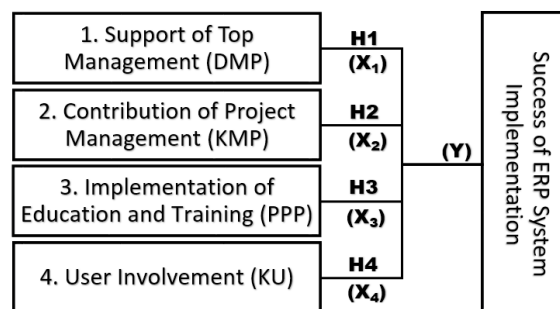 1. Support of Top
Management (DMP)
H1
(X₁)
2. Contribution of Project
Management (KMP)
H2
(X₂)
3. Implementation of
Education and Training (PPP)
H3
(X₃)
4. User Involvement (KU)
H4
(X₄)
(Y)
Success of ERP System
Implementation